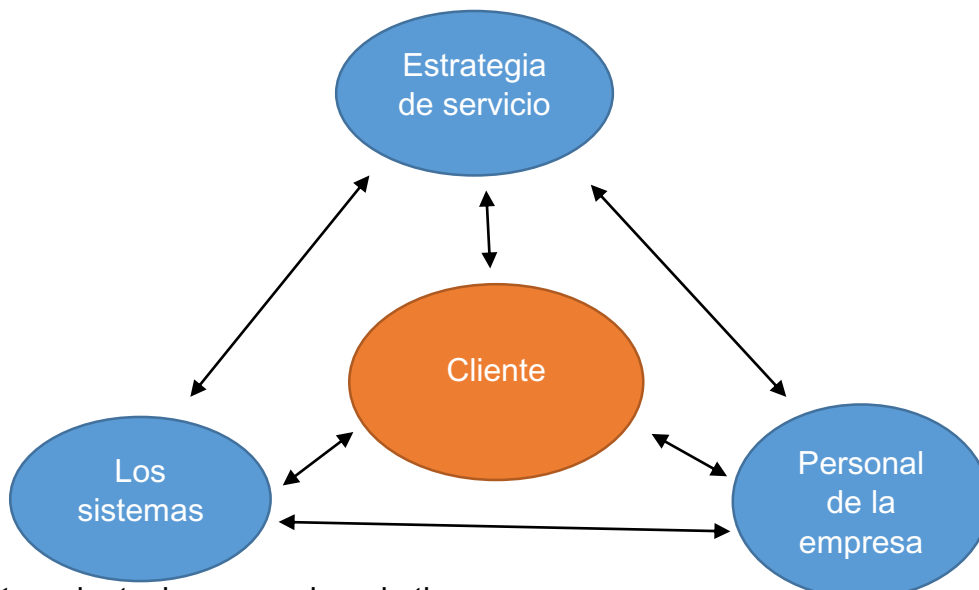 Estrategia
de servicio
Cliente
Los
sistemas
Personal
de la
empresa